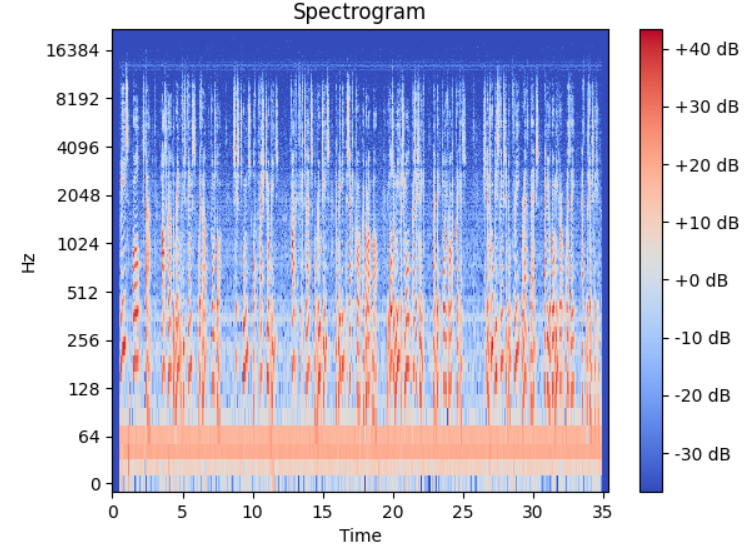 Spectrogram
Hz
16384
8192
4096
2048
1024
512
256
128
64
0
0 5 10 15 20 25 30 35
Time
+40 dB
+30 dB
+20 dB
+10 dB
+0 dB
-10 dB
-20 dB
-30 dB